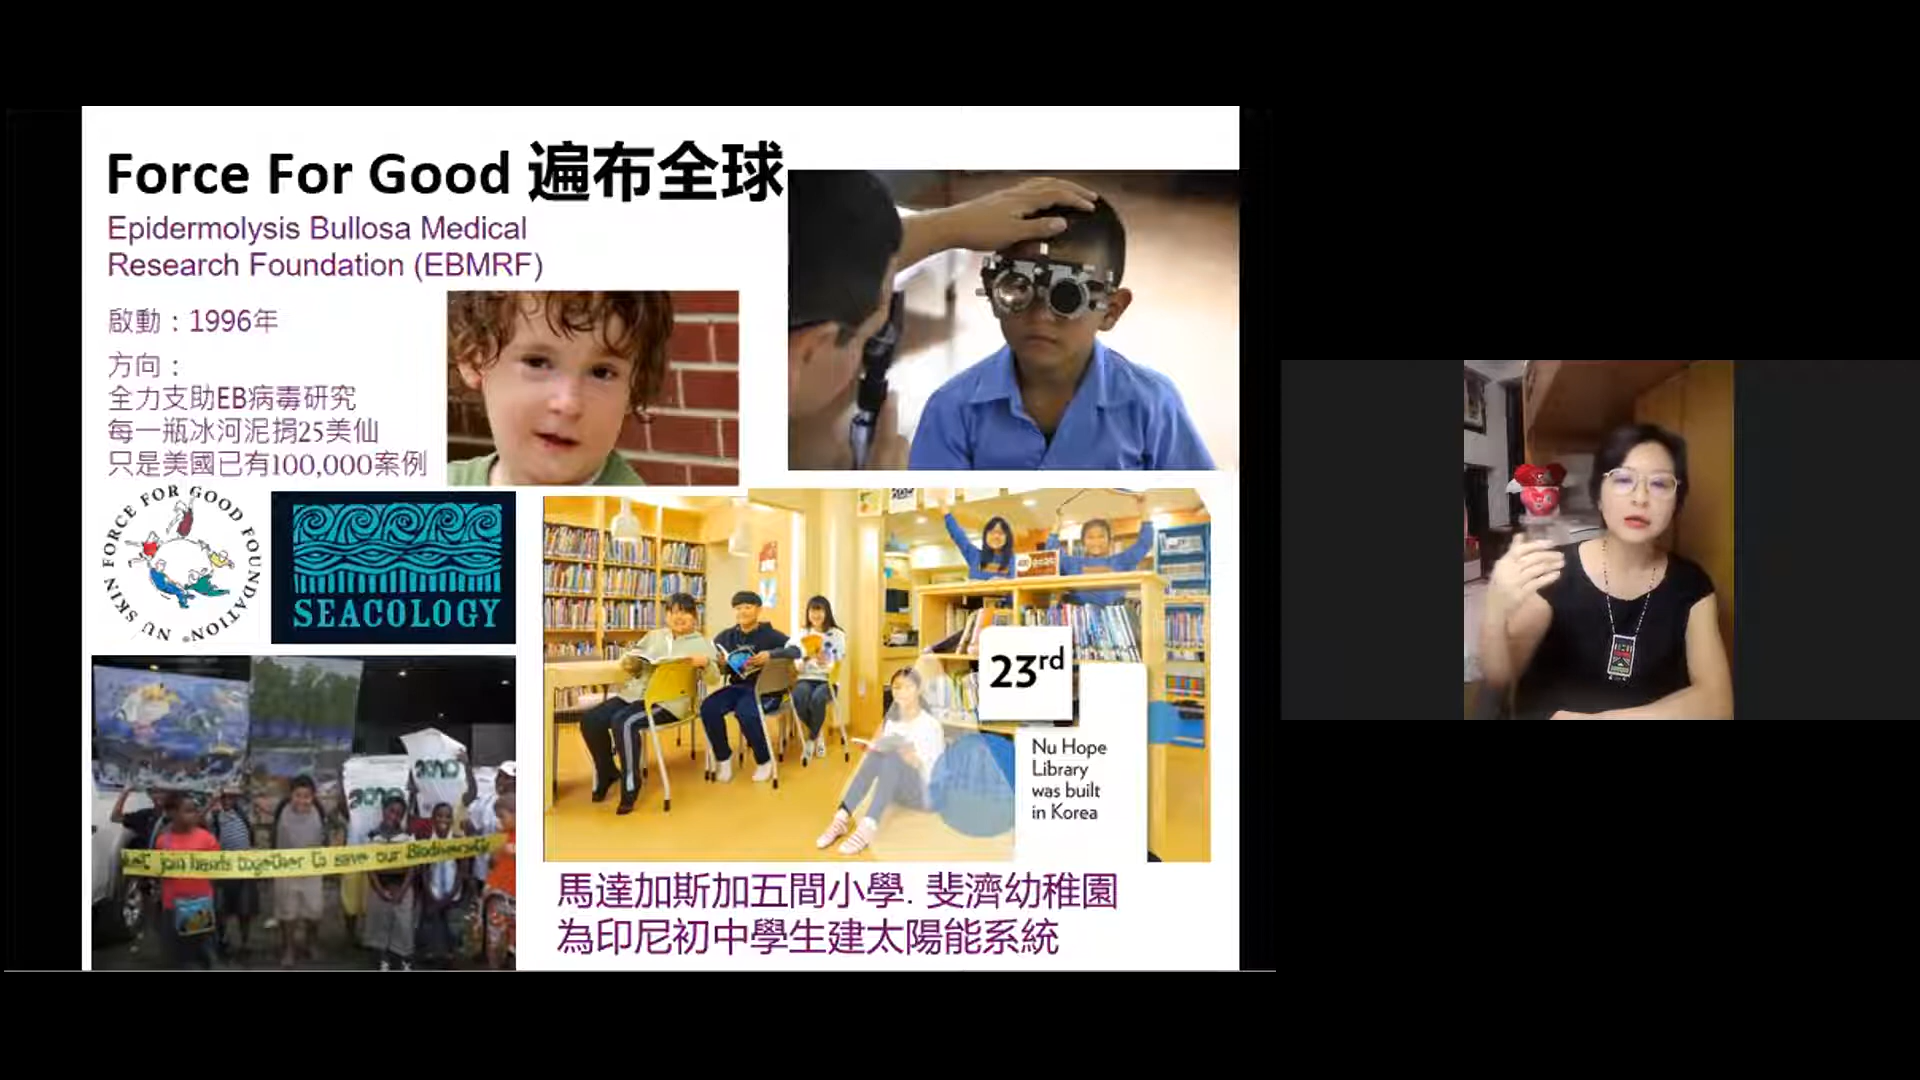 Force For Good 遍布全球
Epidermolysis Bullosa Medical
Research Foundation (EBMRF)
啟動：1996年
方向：
全力支助EB病毒研究
每一瓶冰河泥捐25美仙
只是美國已有100,000案例
NU SKIN FORCE FOR GOOD FOUNDATION
SEACOLOGY
23rd
Nu Hope
Library
was built
in Korea
join hands together to save our Biodiversity
馬達加斯加五間小學. 斐濟幼稚園
為印尼初中學生建太陽能系統